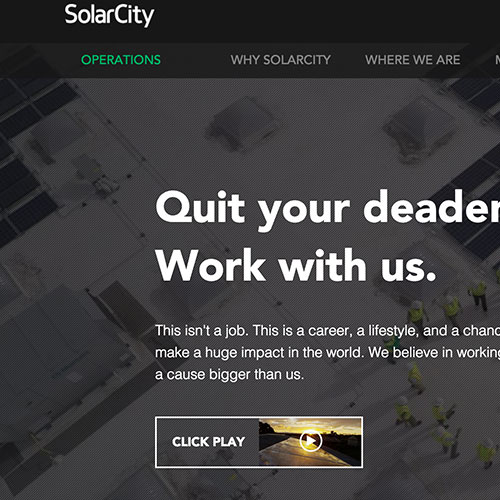 SolarCity
OPERATIONS WHY SOLARCITY WHERE WE ARE M
Quit your deaden
Work with us.
This isn't a job. This is a career, a lifestyle, and a chanc
make a huge impact in the world. We believe in working
a cause bigger than us.
CLICK PLAY